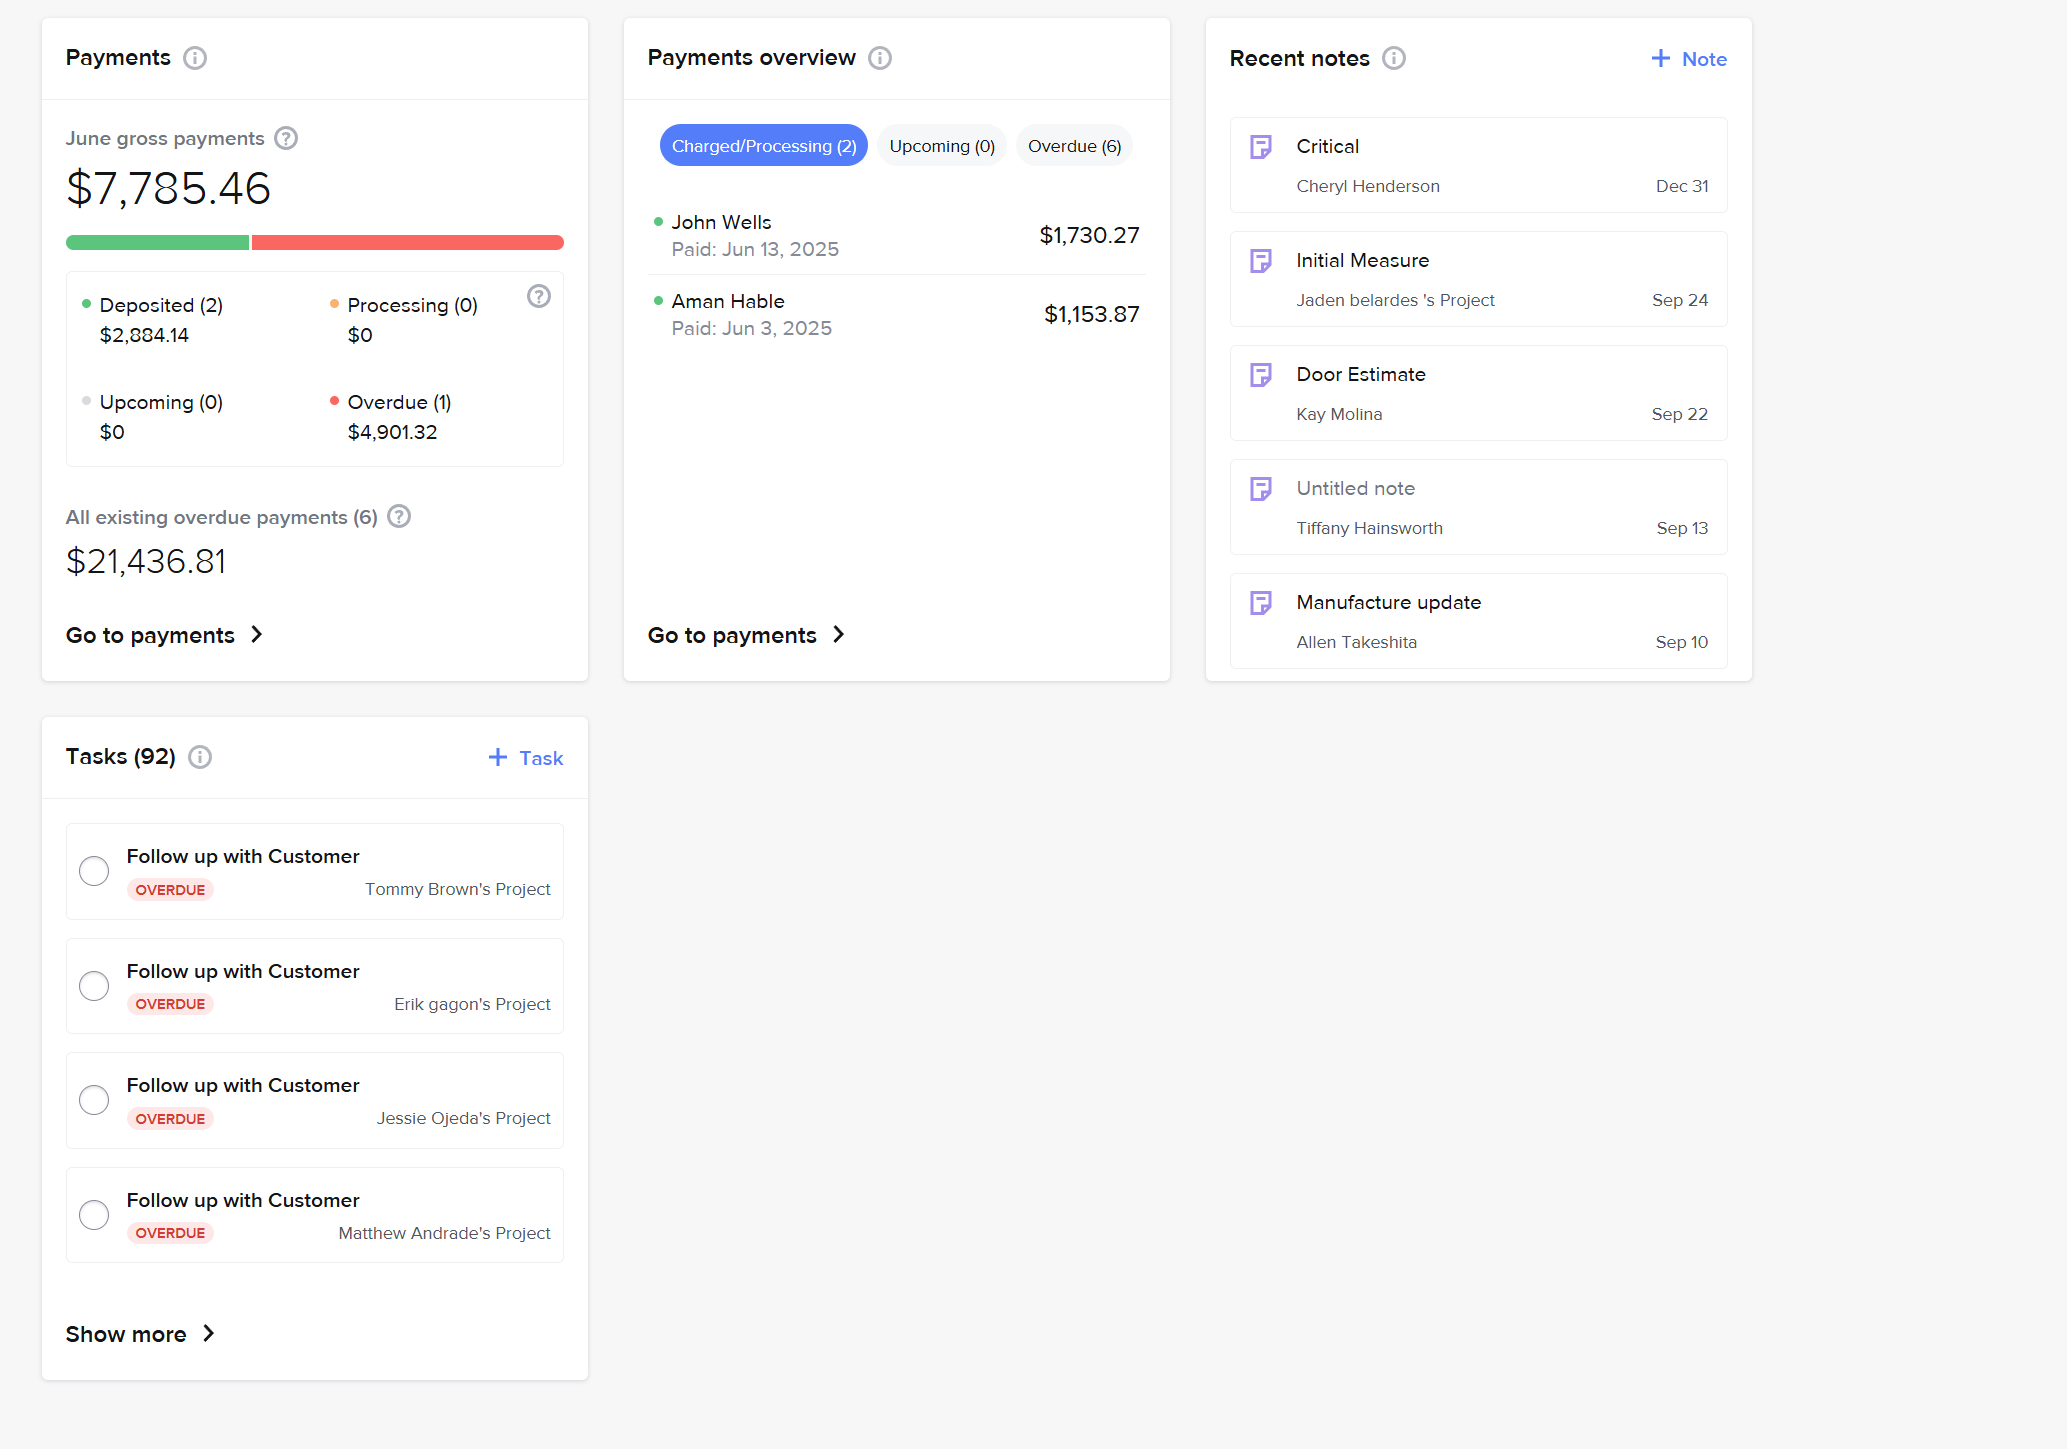 Payments
June gross payments
$7,785.46
Deposited (2)
$2,884.14
Processing (0)
$0
Upcoming (0)
$0
Overdue (1)
$4,901.32
All existing overdue payments (6)
$21,436.81
Go to payments
Payments overview
Charged/Processing (2)
Upcoming (0)
Overdue (6)
John Wells
Paid: Jun 13, 2025
$1,730.27
Aman Hable
Paid: Jun 3, 2025
$1,153.87
Go to payments
Recent notes
+ Note
Critical
Cheryl Henderson
Dec 31
Initial Measure
Jaden belardes 's Project
Sep 24
Door Estimate
Kay Molina
Sep 22
Untitled note
Tiffany Hainsworth
Sep 13
Manufacture update
Allen Takeshita
Sep 10
Tasks (92)
+ Task
Follow up with Customer
OVERDUE
Tommy Brown's Project
Follow up with Customer
OVERDUE
Erik gagon's Project
Follow up with Customer
OVERDUE
Jessie Ojeda's Project
Follow up with Customer
OVERDUE
Matthew Andrade's Project
Show more